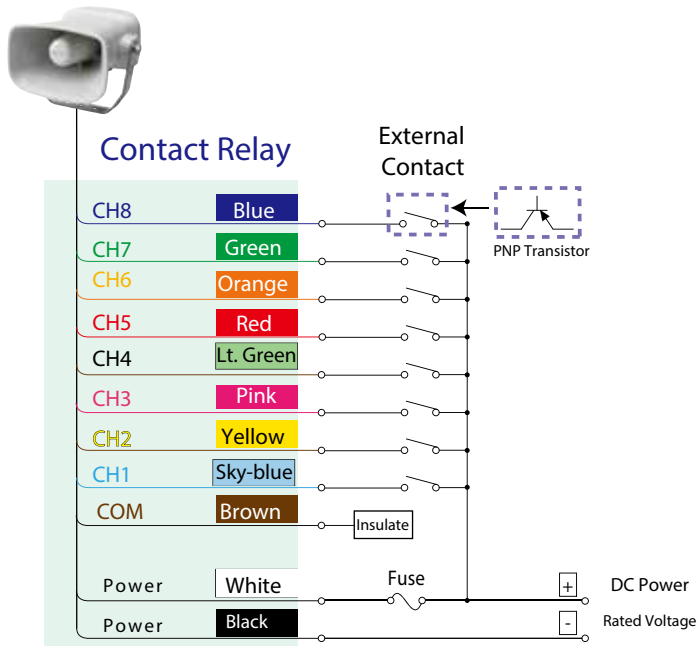 Contact Relay
External
Contact
CH8 Blue
PNP Transistor
CH7 Green
CH6 Orange
CH5 Red
CH4 Lt. Green
CH3 Pink
CH2 Yellow
CH1 Sky-blue
COM Brown
Insulate
Power White Fuse + DC Power
Power Black - Rated Voltage